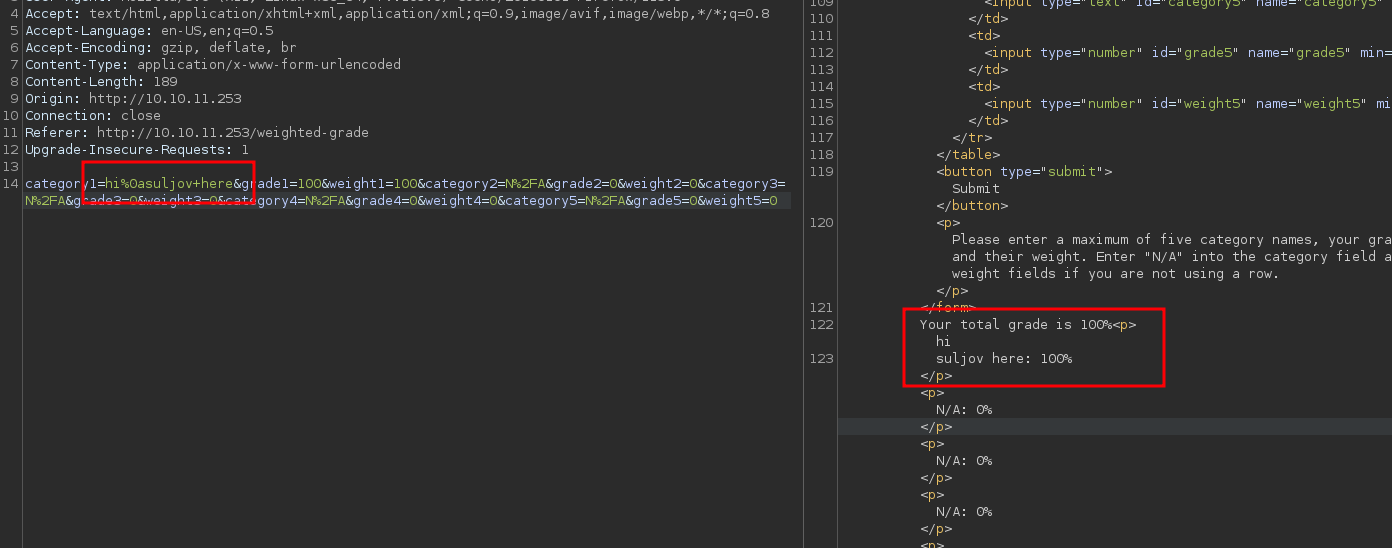 4 Accept: text/html,application/xhtml+xml,application/xml;q=0.9,image/avif,image/webp,*/*;q=0.8
5 Accept-Language: en-US,en;q=0.5
6 Accept-Encoding: gzip, deflate, br
7 Content-Type: application/x-www-form-urlencoded
8 Content-Length: 189
9 Origin: http://10.10.11.253
10 Connection: close
11 Referer: http://10.10.11.253/weighted-grade
12 Upgrade-Insecure-Requests: 1
13
14 category1=hi%0asuljov+here&grade1=100&weight1=100&category2=N%2FA&grade2=0&weight2=0&category3=
N%2FA&grade3=0&weight3=0&category4=N%2FA&grade4=0&weight4=0&category5=N%2FA&grade5=0&weight5=0
109 <input type="text" id="category5" name="category5"
110 </td>
111 <td>
112 <input type="number" id="grade5" name="grade5" min=
113 </td>
114 <td>
115 <input type="number" id="weight5" name="weight5" mi
116 </td>
117 </tr>
118 </table>
119 <button type="submit">
Submit
</button>
120 <p>
Please enter a maximum of five category names, your gra
and their weight. Enter "N/A" into the category field a
weight fields if you are not using a row.
</p>
121 </form>
122 Your total grade is 100%<p>
hi
123 suljov here: 100%
</p>
<p>
N/A: 0%
</p>
<p>
N/A: 0%
</p>
<p>
N/A: 0%
</p>
<p>